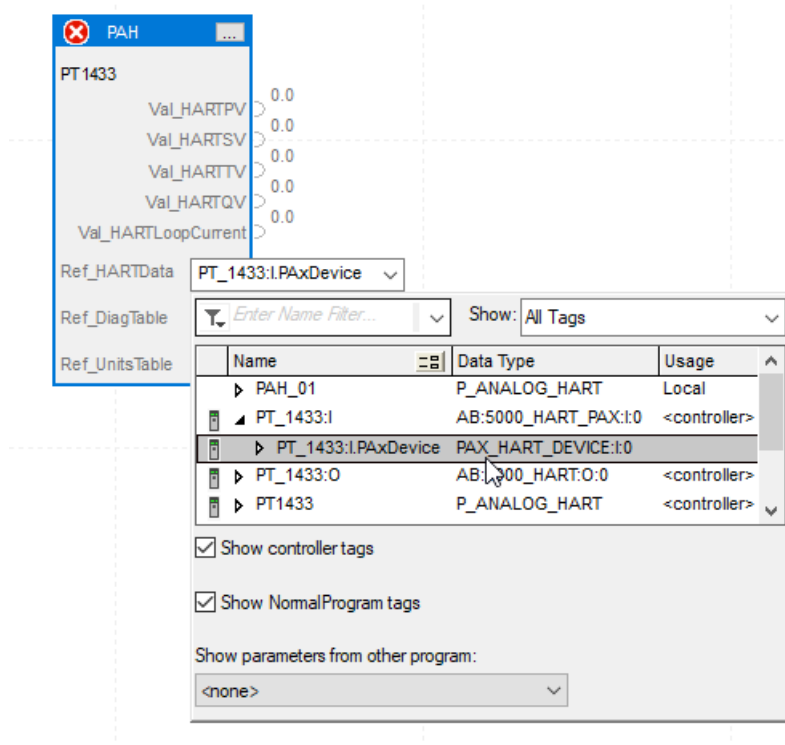 PAH ...
PT1433
Val_HARTPV 0.0
Val_HARTSV 0.0
Val_HARTTV 0.0
Val_HARTQV 0.0
Val_HARTLoopCurrent 0.0
Ref_HARTData PT_1433:I.PAxDevice
Ref_DiagTable Enter Name Filter... Show: All Tags
Ref_UnitsTable Name Data Type Usage
PAH_01 P_ANALOG_HART Local
PT_1433:I AB:5000_HART_PAX:I:0 <controller>
PT_1433:I.PAxDevice PAX_HART_DEVICE:I:0
PT_1433:O <controller>
PT1433 P_ANALOG_HART <controller>
Show controller tags
Show NormalProgram tags
Show parameters from other program:
<none>